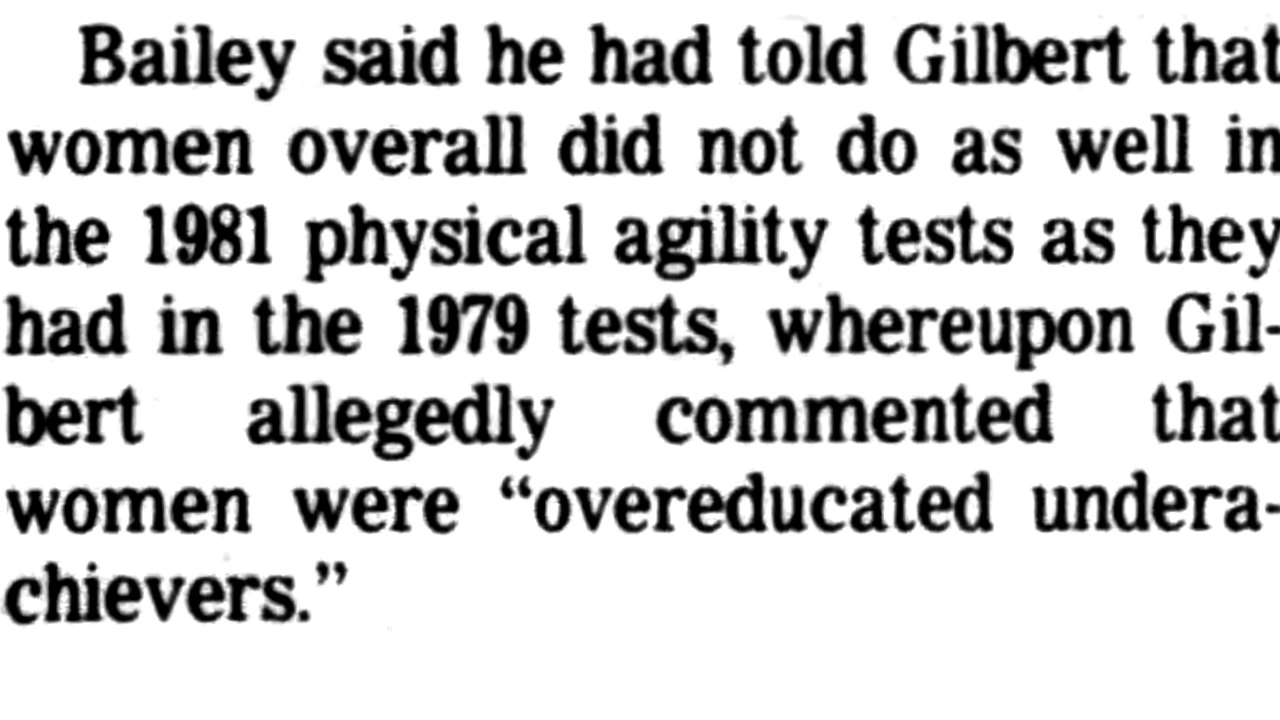 Bailey said he had told Gilbert that
women overall did not do as well in
the 1981 physical agility tests as they
had in the 1979 tests, whereupon Gil-
bert allegedly commented that
women were “overeducated undera-
chievers.”